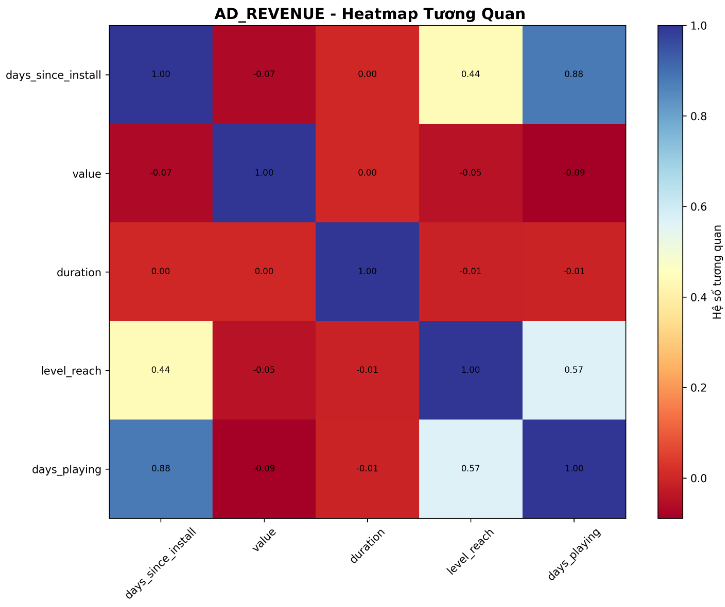 AD_REVENUE - Heatmap Tương Quan
days_since_install 1.00 -0.07 0.00 0.44 0.88
value -0.07 1.00 0.00 -0.05 -0.09
duration 0.00 0.00 1.00 -0.01 -0.01
level_reach 0.44 -0.05 -0.01 1.00 0.57
days_playing 0.88 -0.09 -0.01 0.57 1.00
days_since_install value duration level_reach days_playing
1.0
0.8
0.6
0.4
0.2
0.0
Hệ số tương quan